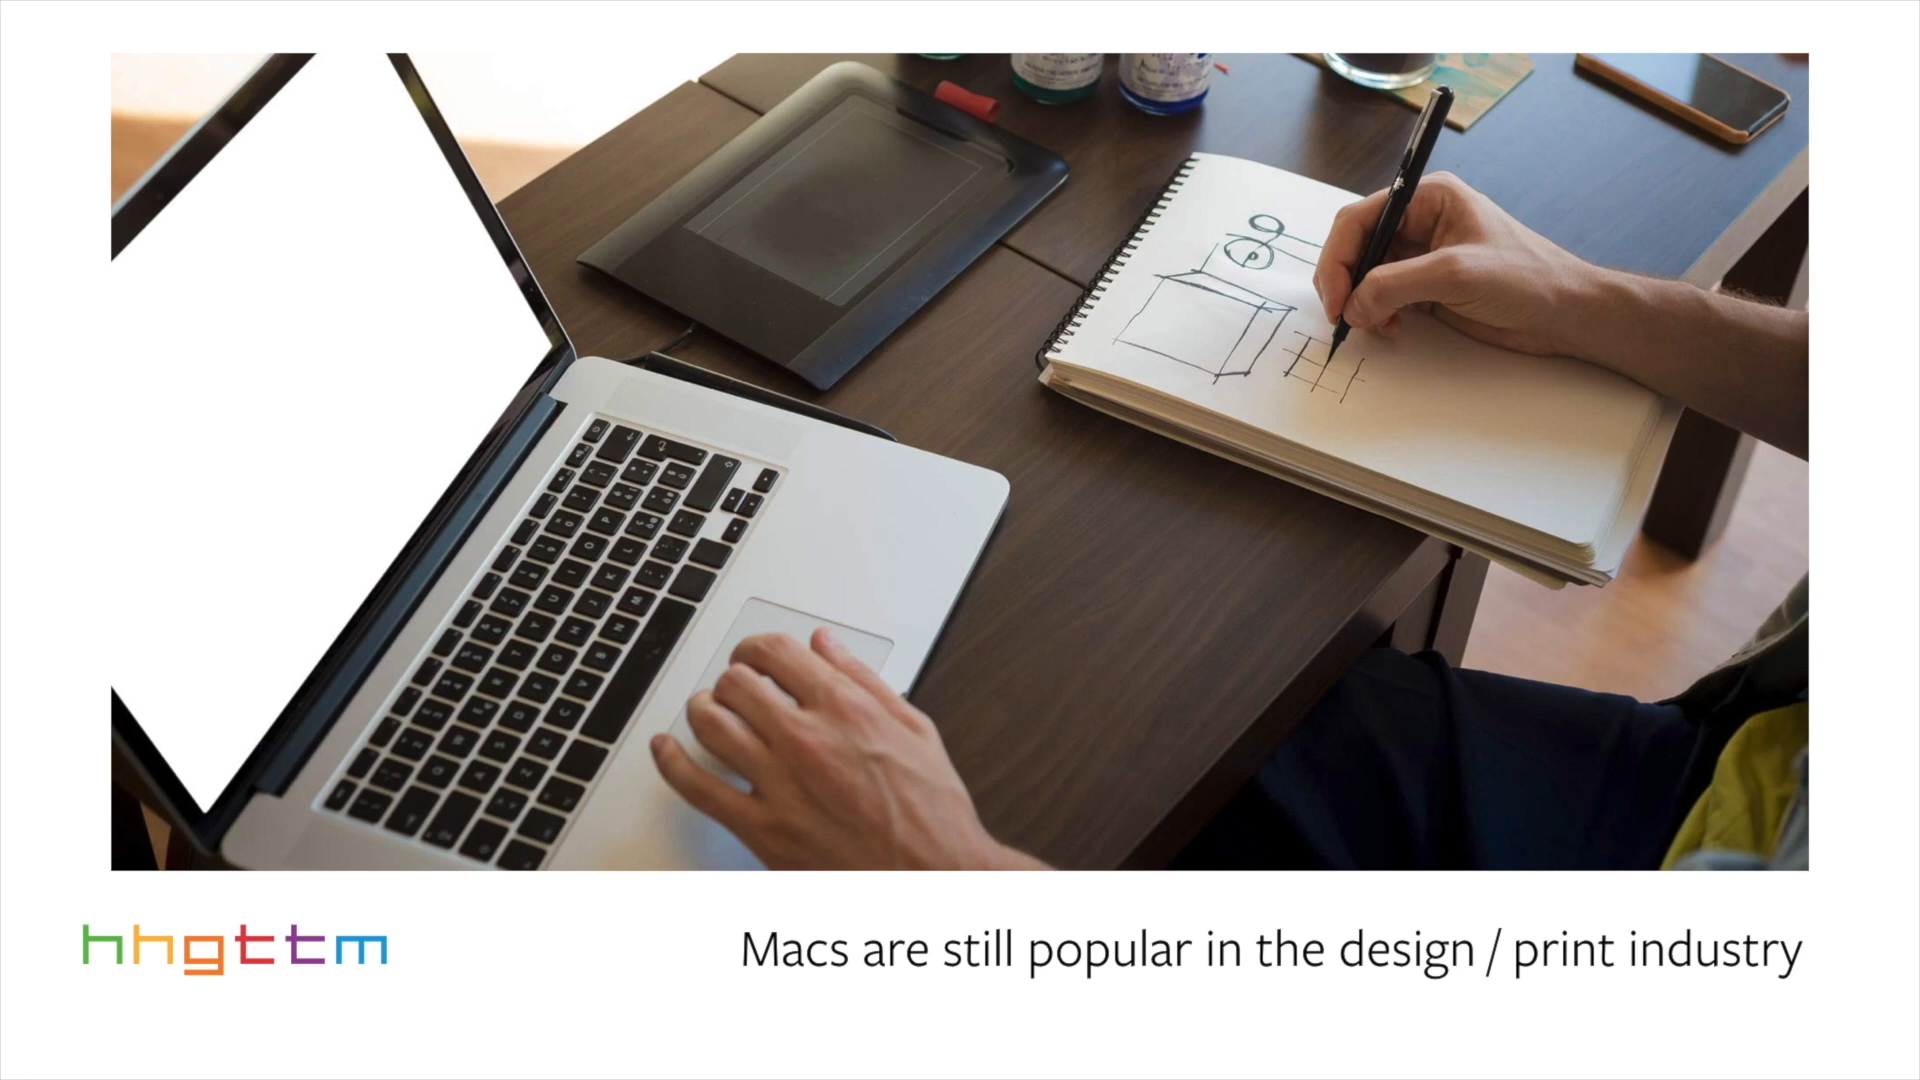 hhgttm
Macs are still popular in the design / print industry